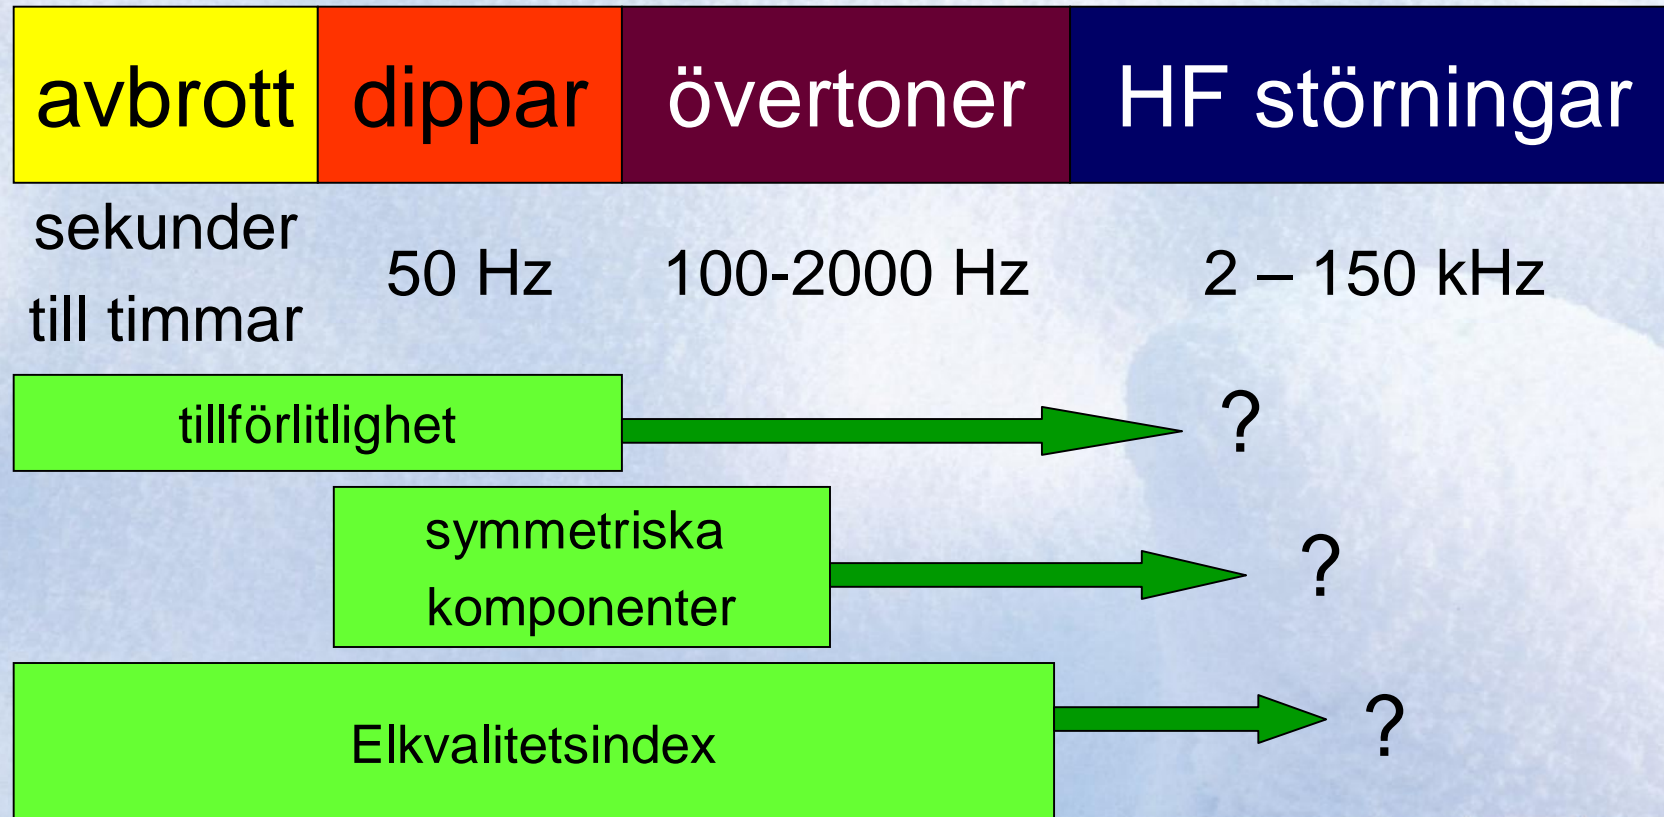 avbrott dippar övertoner HF störningar
sekunder
till timmar
50 Hz 100-2000 Hz 2 – 150 kHz
tillförlitlighet ?
symmetriska
komponenter
?
Elkvalitetsindex ?